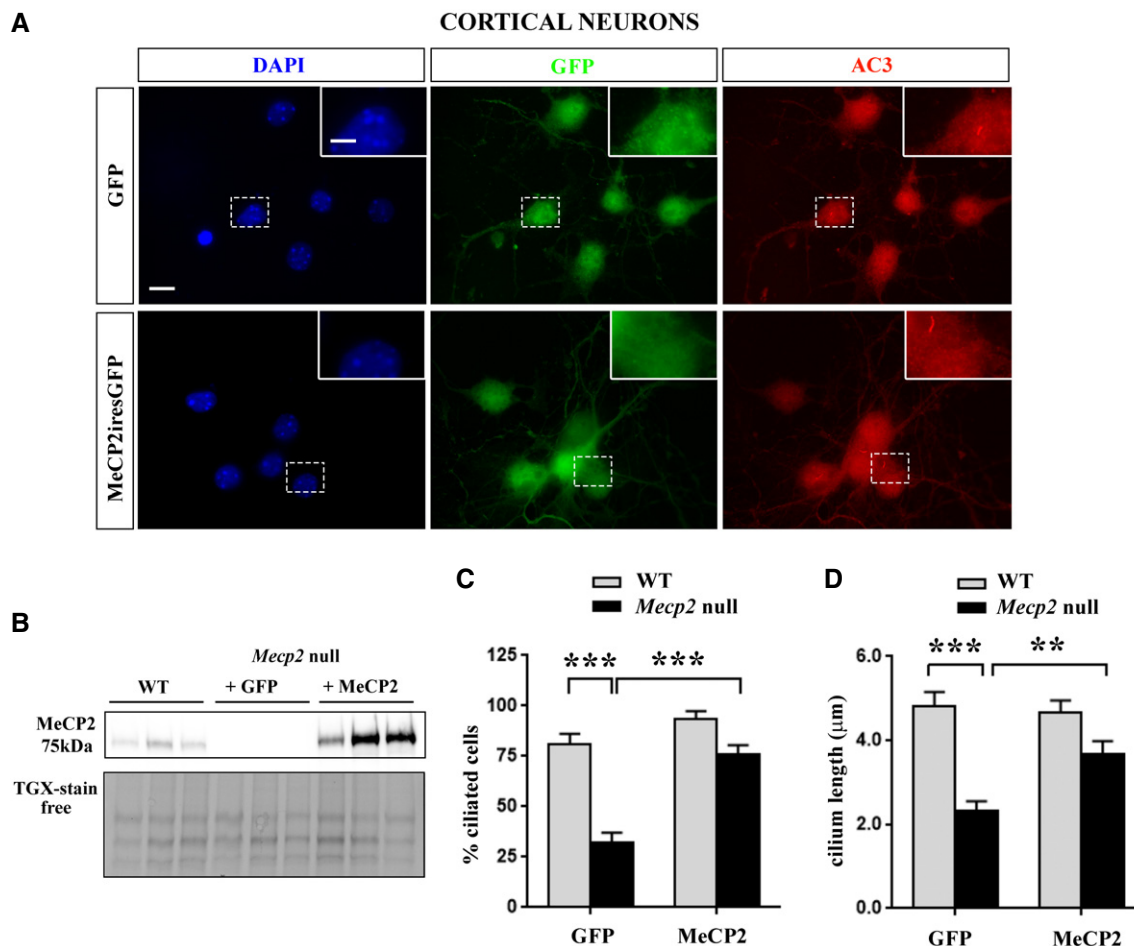 A
CORTICAL NEURONS
DAPI
GFP
AC3
GFP
MeCP2iresGFP
B
Mecp2 null
WT
+ GFP
+ MeCP2
MeCP2
75kDa
TGX-stain
free
C
WT
Mecp2 null
% ciliated cells
125
100
75
50
25
0
***
***
GFP
MeCP2
D
WT
Mecp2 null
cilium length (μm)
6.0
4.0
2.0
0.0
***
**
GFP
MeCP2